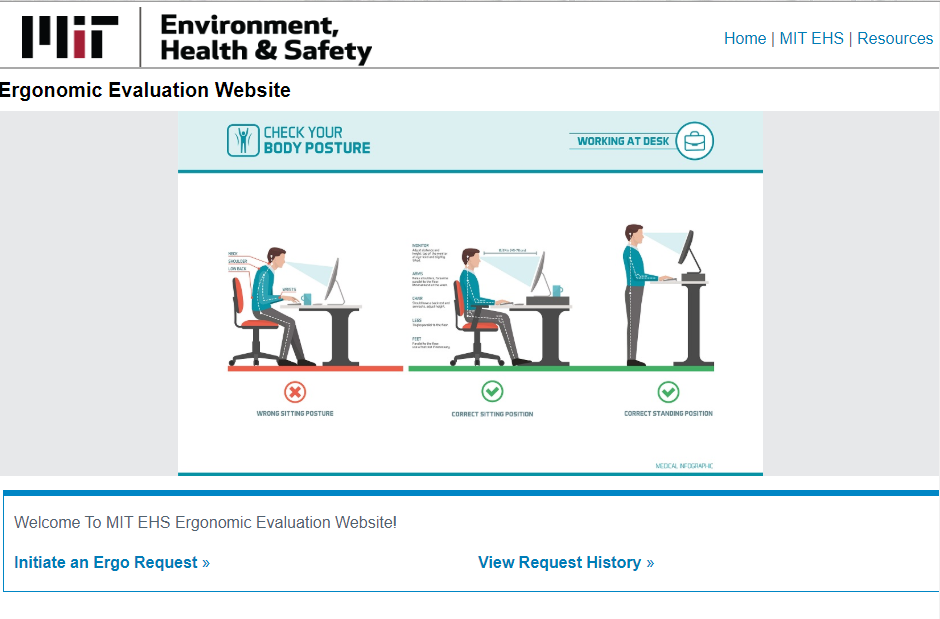 MIT
Environment,
Health & Safety
Home | MIT EHS | Resources
Ergonomic Evaluation Website
CHECK YOUR
BODY POSTURE
WORKING AT DESK
NECK
SHOULDER
LOW BACK
WRISTS
MONITOR
ARMS
CHAIR
LEGS
FEET
WRONG SITTING POSTURE
CORRECT SITTING POSITION
CORRECT STANDING POSITION
MEDICAL INFOGRAPHIC
Welcome To MIT EHS Ergonomic Evaluation Website!
Initiate an Ergo Request »
View Request History »